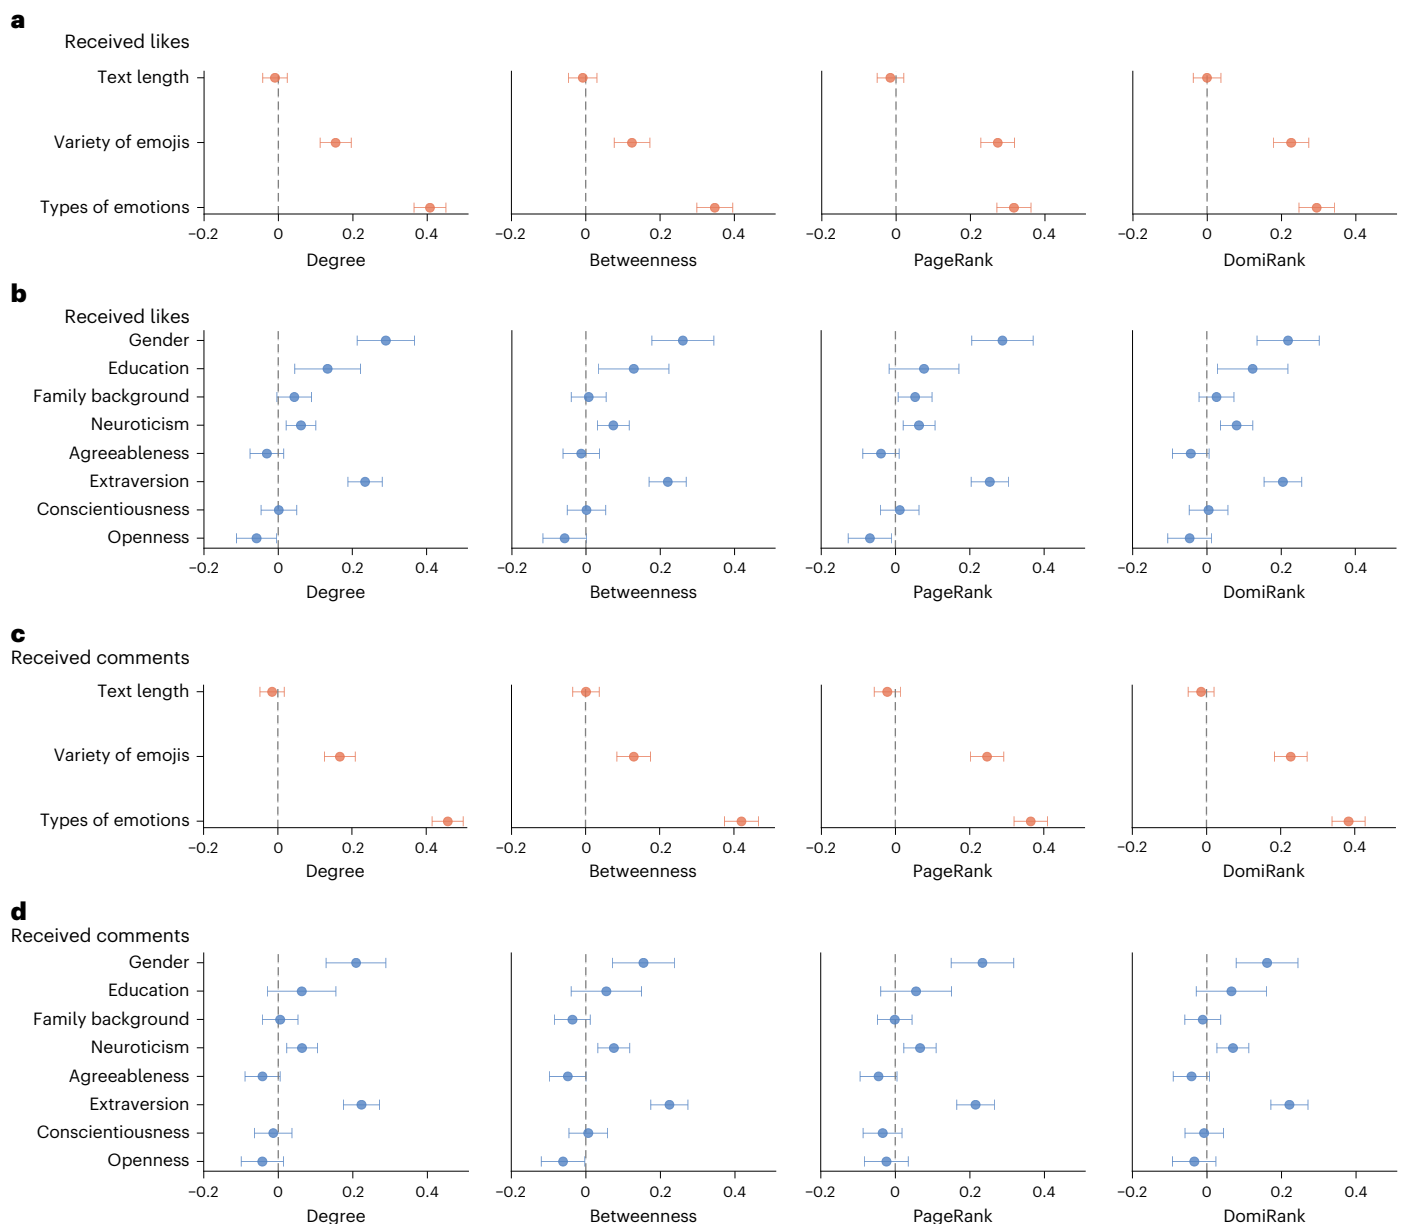 a
Received likes
Text length
Variety of emojis
Types of emotions
−0.2 0 0.2 0.4 −0.2 0 0.2 0.4 −0.2 0 0.2 0.4 −0.2 0 0.2 0.4
Degree Betweenness PageRank DomiRank
b
Received likes
Gender
Education
Family background
Neuroticism
Agreeableness
Extraversion
Conscientiousness
Openness
−0.2 0 0.2 0.4 −0.2 0 0.2 0.4 −0.2 0 0.2 0.4 −0.2 0 0.2 0.4
Degree Betweenness PageRank DomiRank
c
Received comments
Text length
Variety of emojis
Types of emotions
−0.2 0 0.2 0.4 −0.2 0 0.2 0.4 −0.2 0 0.2 0.4 −0.2 0 0.2 0.4
Degree Betweenness PageRank DomiRank
d
Received comments
Gender
Education
Family background
Neuroticism
Agreeableness
Extraversion
Conscientiousness
Openness
−0.2 0 0.2 0.4 −0.2 0 0.2 0.4 −0.2 0 0.2 0.4 −0.2 0 0.2 0.4
Degree Betweenness PageRank DomiRank